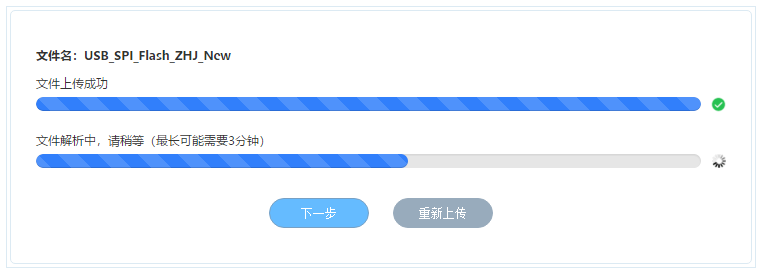 文件名：USB_SPI_Flash_ZHJ_New
文件上传成功
文件解析中，请稍等（最长可能需要3分钟）
下一步
重新上传